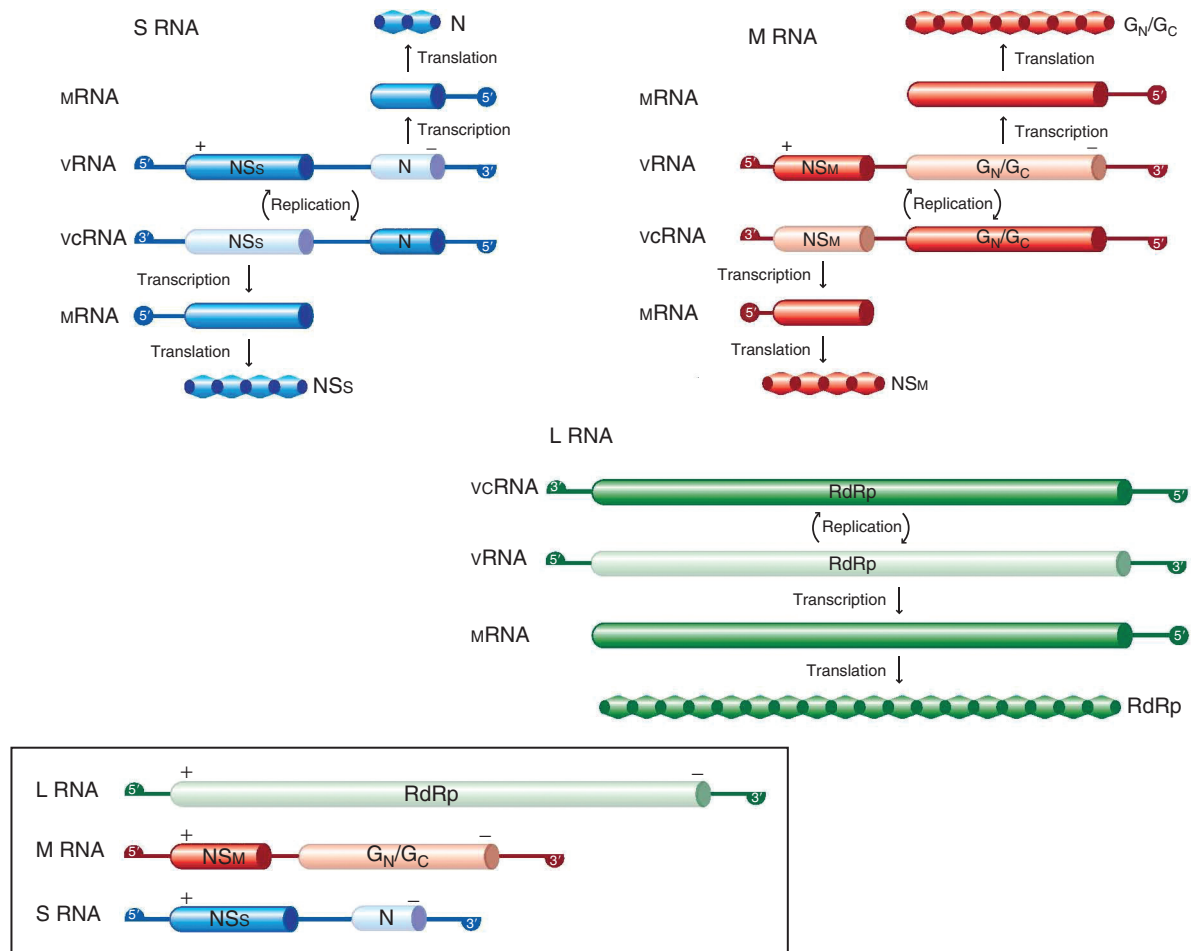 S RNA
N
Translation
mRNA
5′
Transcription
vRNA
5′
+
NSs
N
−
3′
Replication
vcRNA
3′
NSs
N
5′
Transcription
mRNA
5′
Translation
NSs
M RNA
GN/GC
Translation
mRNA
5′
Transcription
vRNA
5′
+
NSM
GN/GC
−
3′
Replication
vcRNA
3′
NSM
GN/GC
5′
Transcription
mRNA
5′
Translation
NSM
L RNA
vcRNA
3′
RdRp
5′
Replication
vRNA
5′
RdRp
3′
Transcription
mRNA
5′
Translation
RdRp
L RNA
5′
+
RdRp
−
3′
M RNA
5′
+
NSM
GN/GC
−
3′
S RNA
5′
+
NSs
N
−
3′